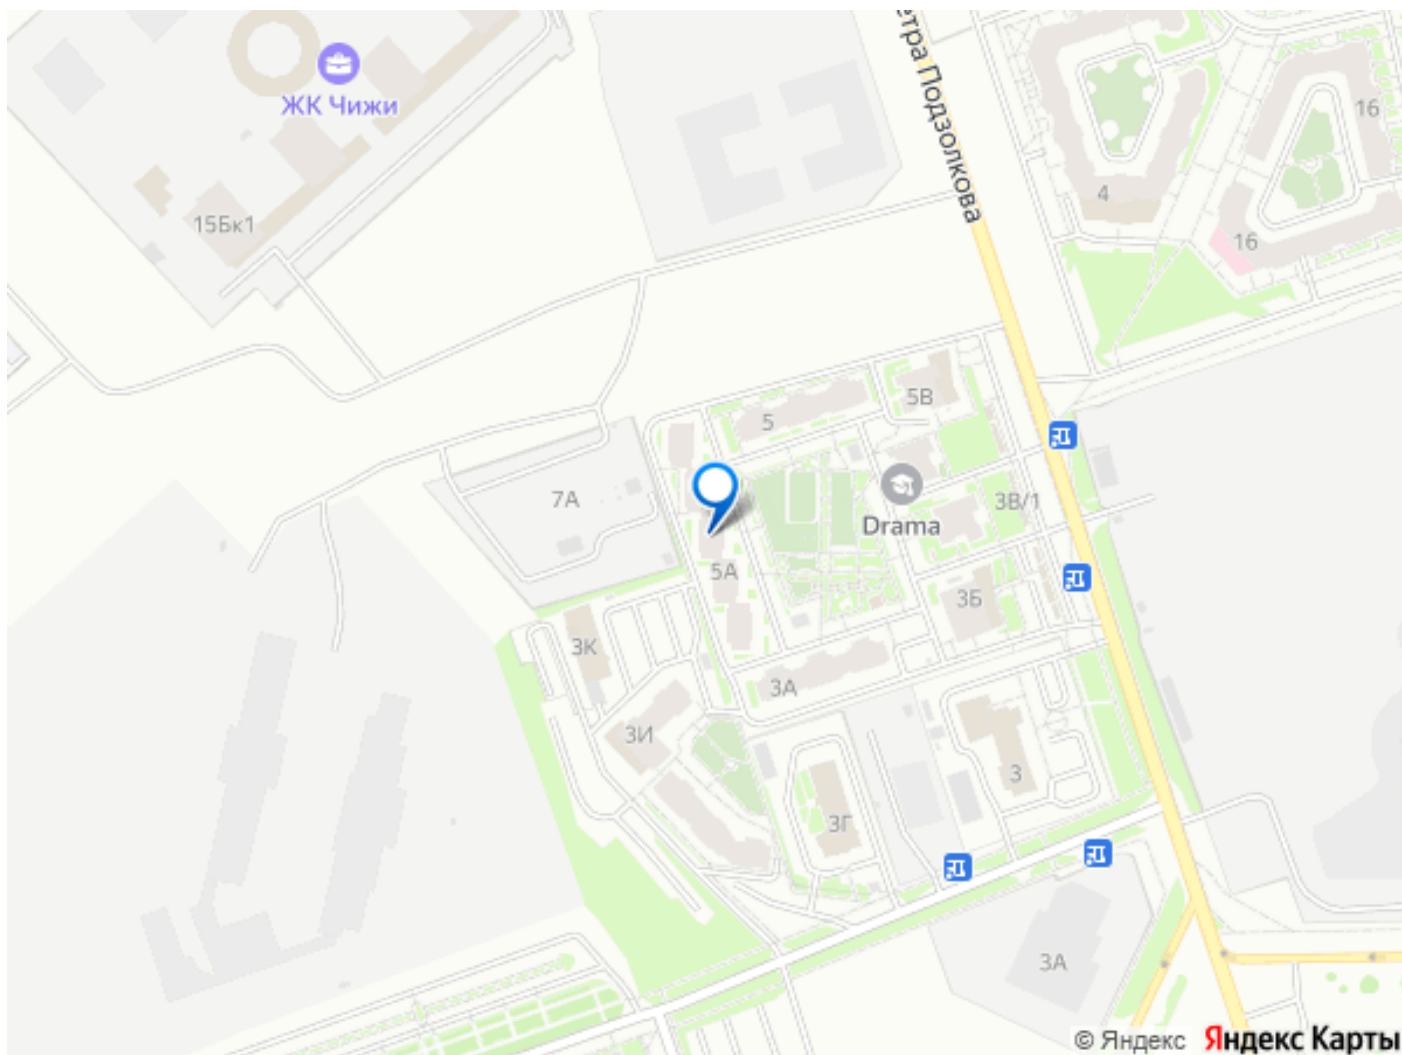 етра Подзолкова
ЖК Чижи
15Бк1
16
4
16
5В
5
7А
3В/1
Drama
5А
3Б
3К
3А
3И
3
3Г
3А
© Яндекс Яндекс Карты